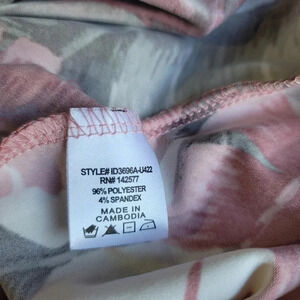 STYLE# ID3696A-U422
RN# 142577
96% POLYESTER
4% SPANDEX
MADE IN
CAMBODIA